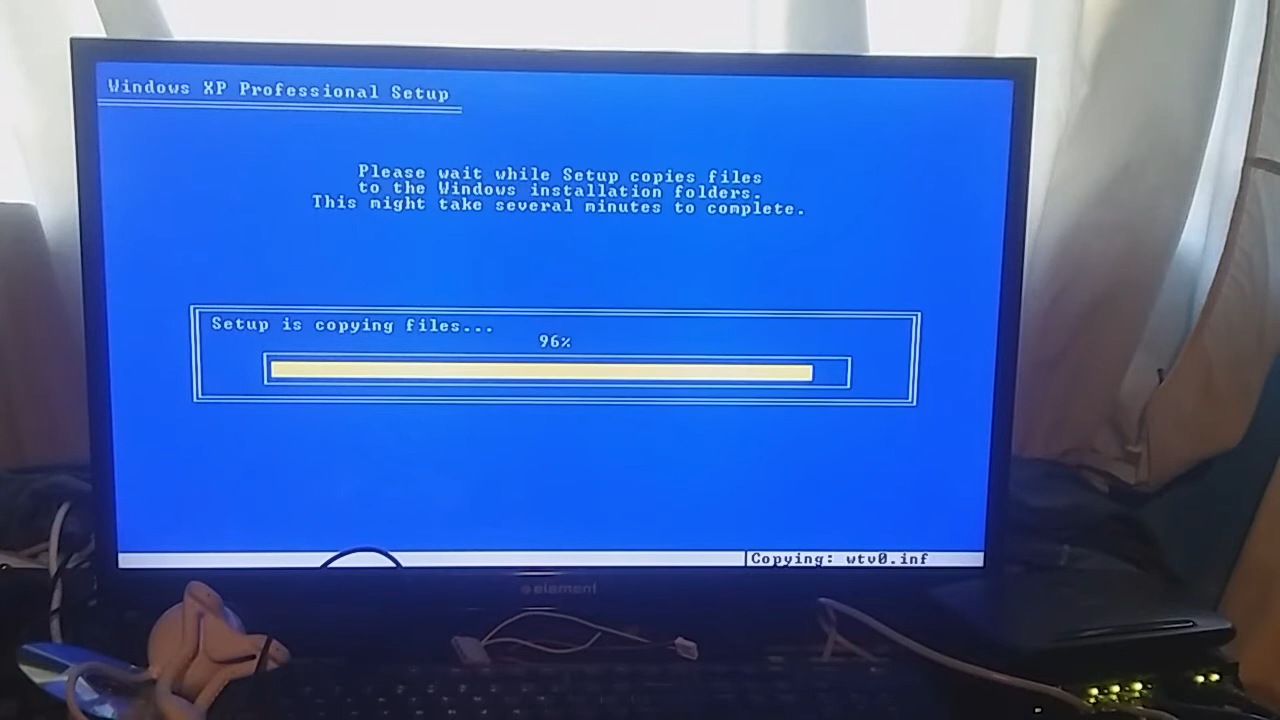 Windows XP Professional Setup
Please wait while Setup copies files
to the Windows installation folders.
This might take several minutes to complete.
Setup is copying files...
96%
Copying: wtv0.inf
element